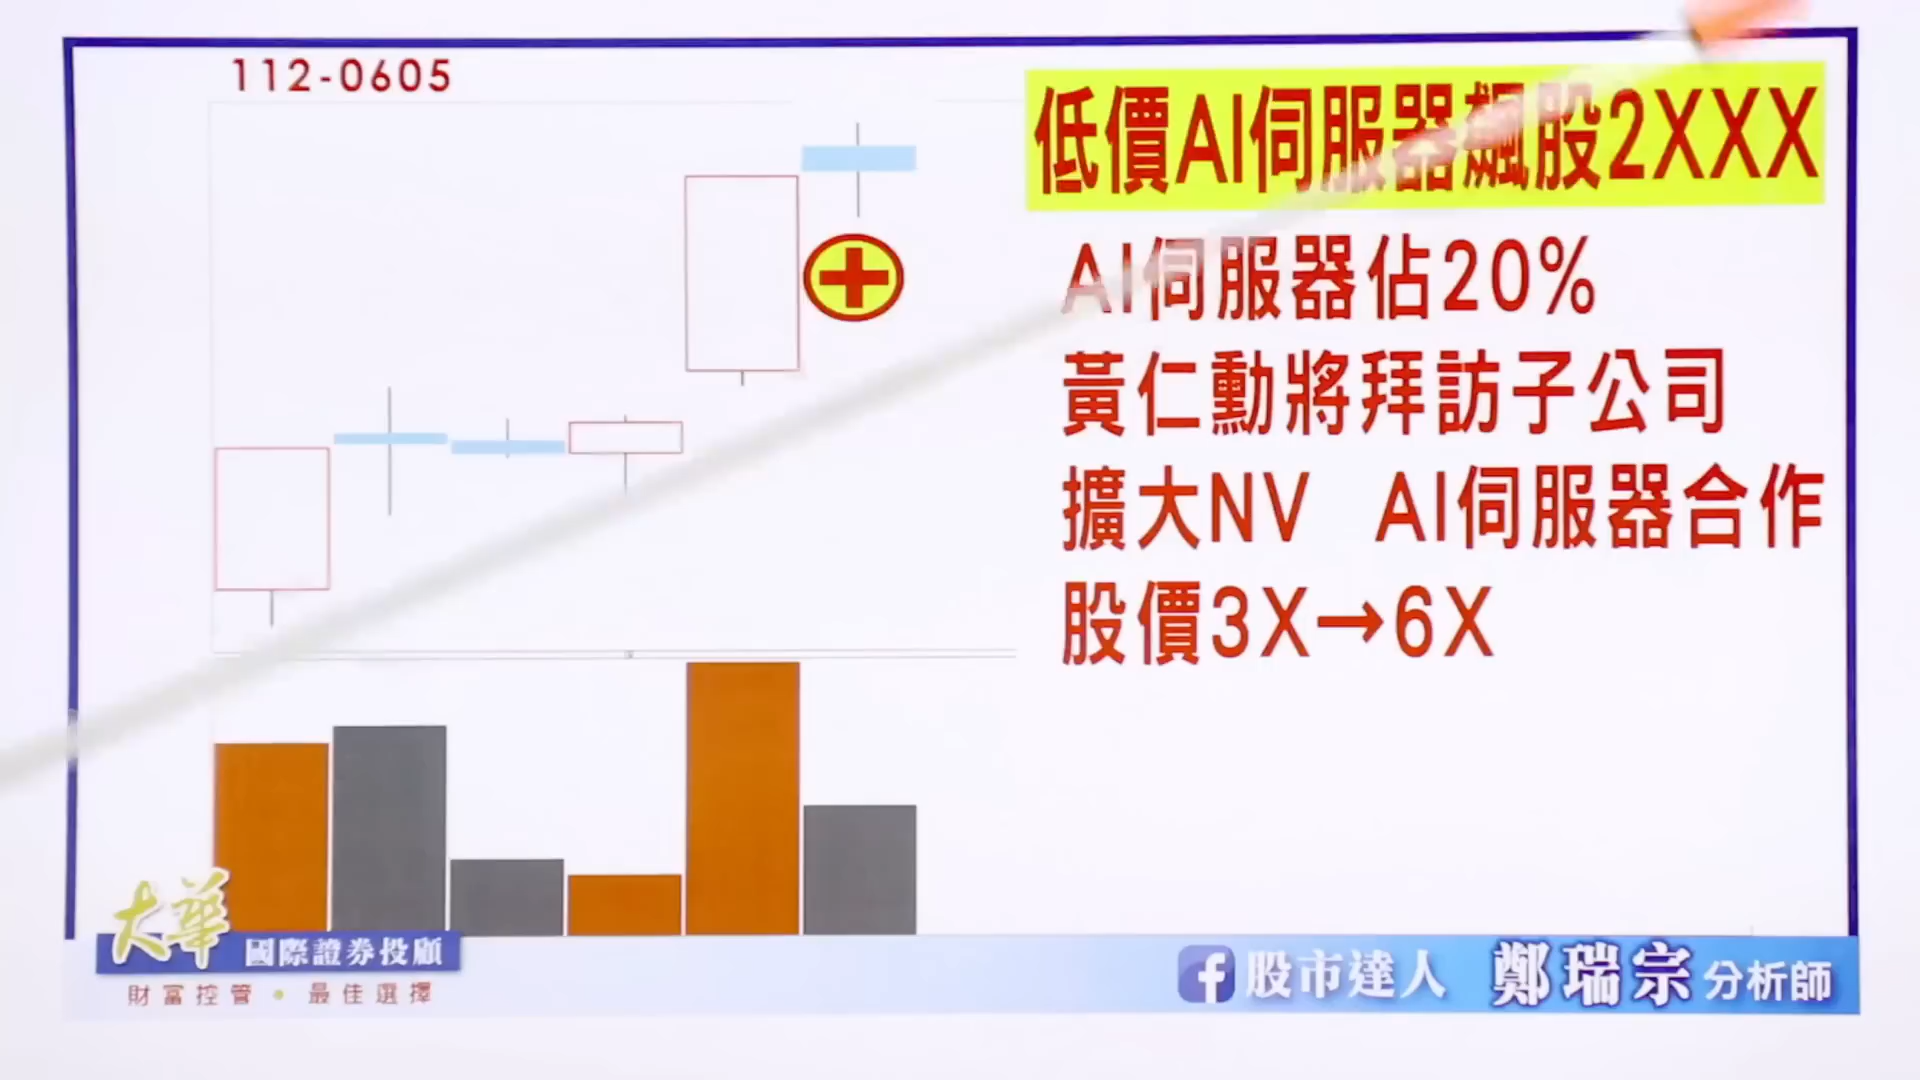 112-0605
低價AI伺服器飆股2XXX
AI伺服器佔20%
黃仁勳將拜訪子公司
擴大NV AI伺服器合作
股價3X→6X
大華國際證券投顧
財富控管•最佳選擇
股市達人 鄭瑞宗分析師